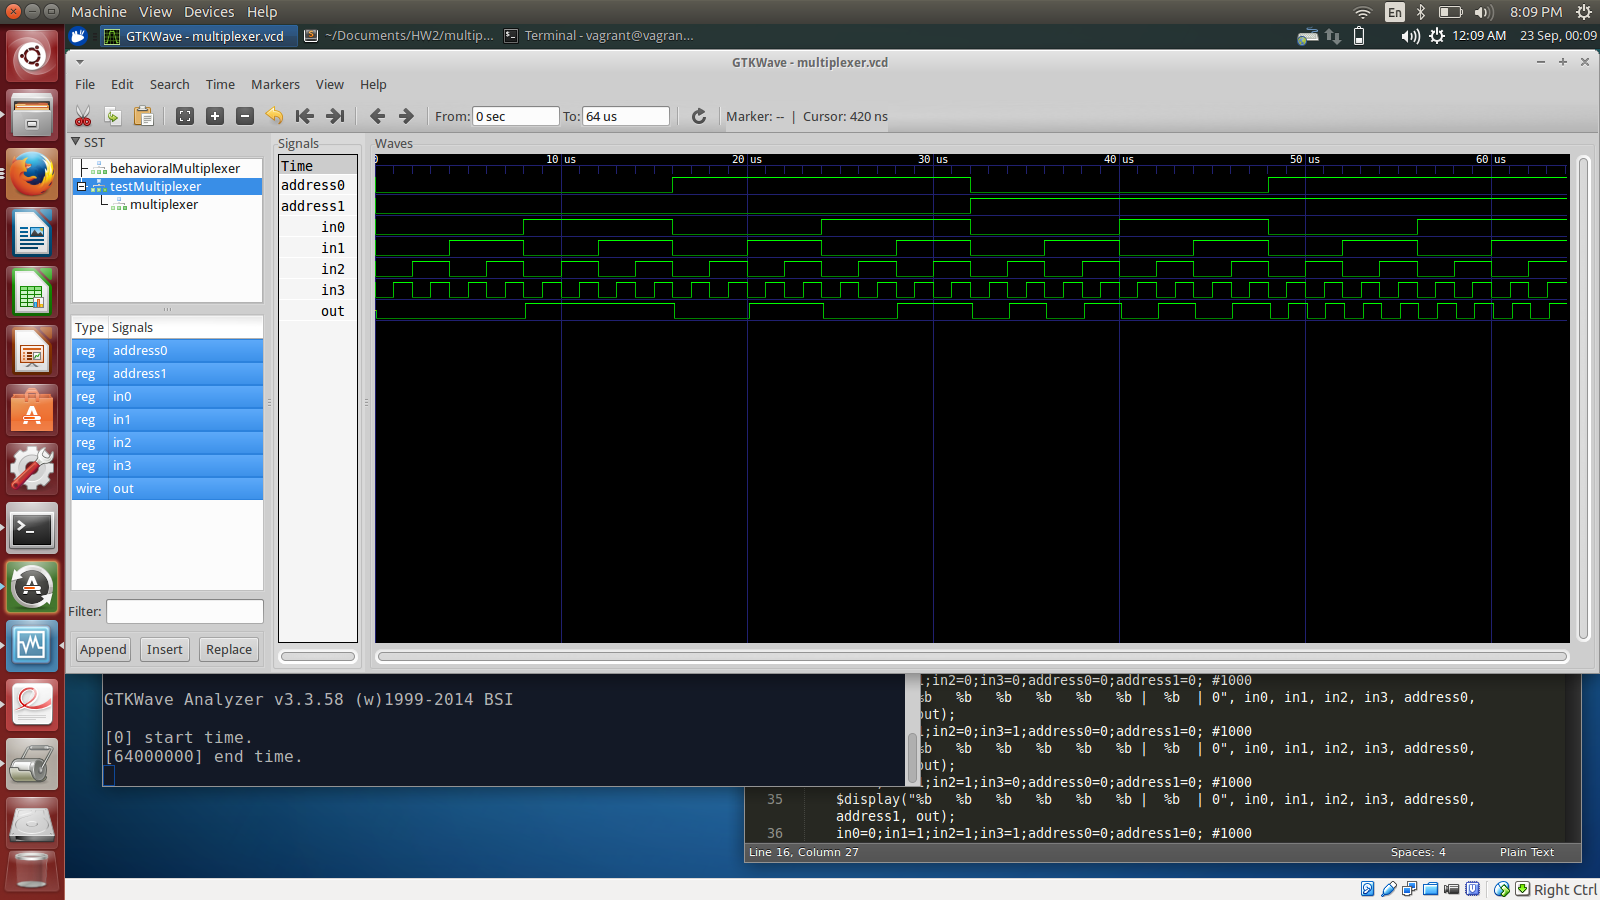 Machine View Devices Help
En
8:09 PM
GTKWave - multiplexer.vcd
~/Documents/HW2/multip...
Terminal - vagrant@vagran...
12:09 AM
23 Sep, 00:09
GTKWave - multiplexer.vcd
File Edit Search Time Markers View Help
From: 0 sec To: 64 us Marker: -- | Cursor: 420 ns
SST
behavioralMultiplexer
testMultiplexer
multiplexer
Type Signals
reg address0
reg address1
reg in0
reg in1
reg in2
reg in3
wire out
Filter:
Append Insert Replace
Signals
Time
address0
address1
in0
in1
in2
in3
out
Waves
0 10 us 20 us 30 us 40 us 50 us 60 us
GTKWave Analyzer v3.3.58 (w)1999-2014 BSI
[0] start time.
[64000000] end time.
;in2=0;in3=0;address0=0;address1=0; #1000
%b %b %b %b %b | %b | 0", in0, in1, in2, in3, address0,
out);
;in2=0;in3=1;address0=0;address1=0; #1000
%b %b %b %b %b | %b | 0", in0, in1, in2, in3, address0,
out);
;in2=1;in3=0;address0=0;address1=0; #1000
35 $display("%b %b %b %b %b %b | %b | 0", in0, in1, in2, in3, address0,
address1, out);
36 in0=0;in1=1;in2=1;in3=1;address0=0;address1=0; #1000
Line 16, Column 27 Spaces: 4 Plain Text
Right Ctrl